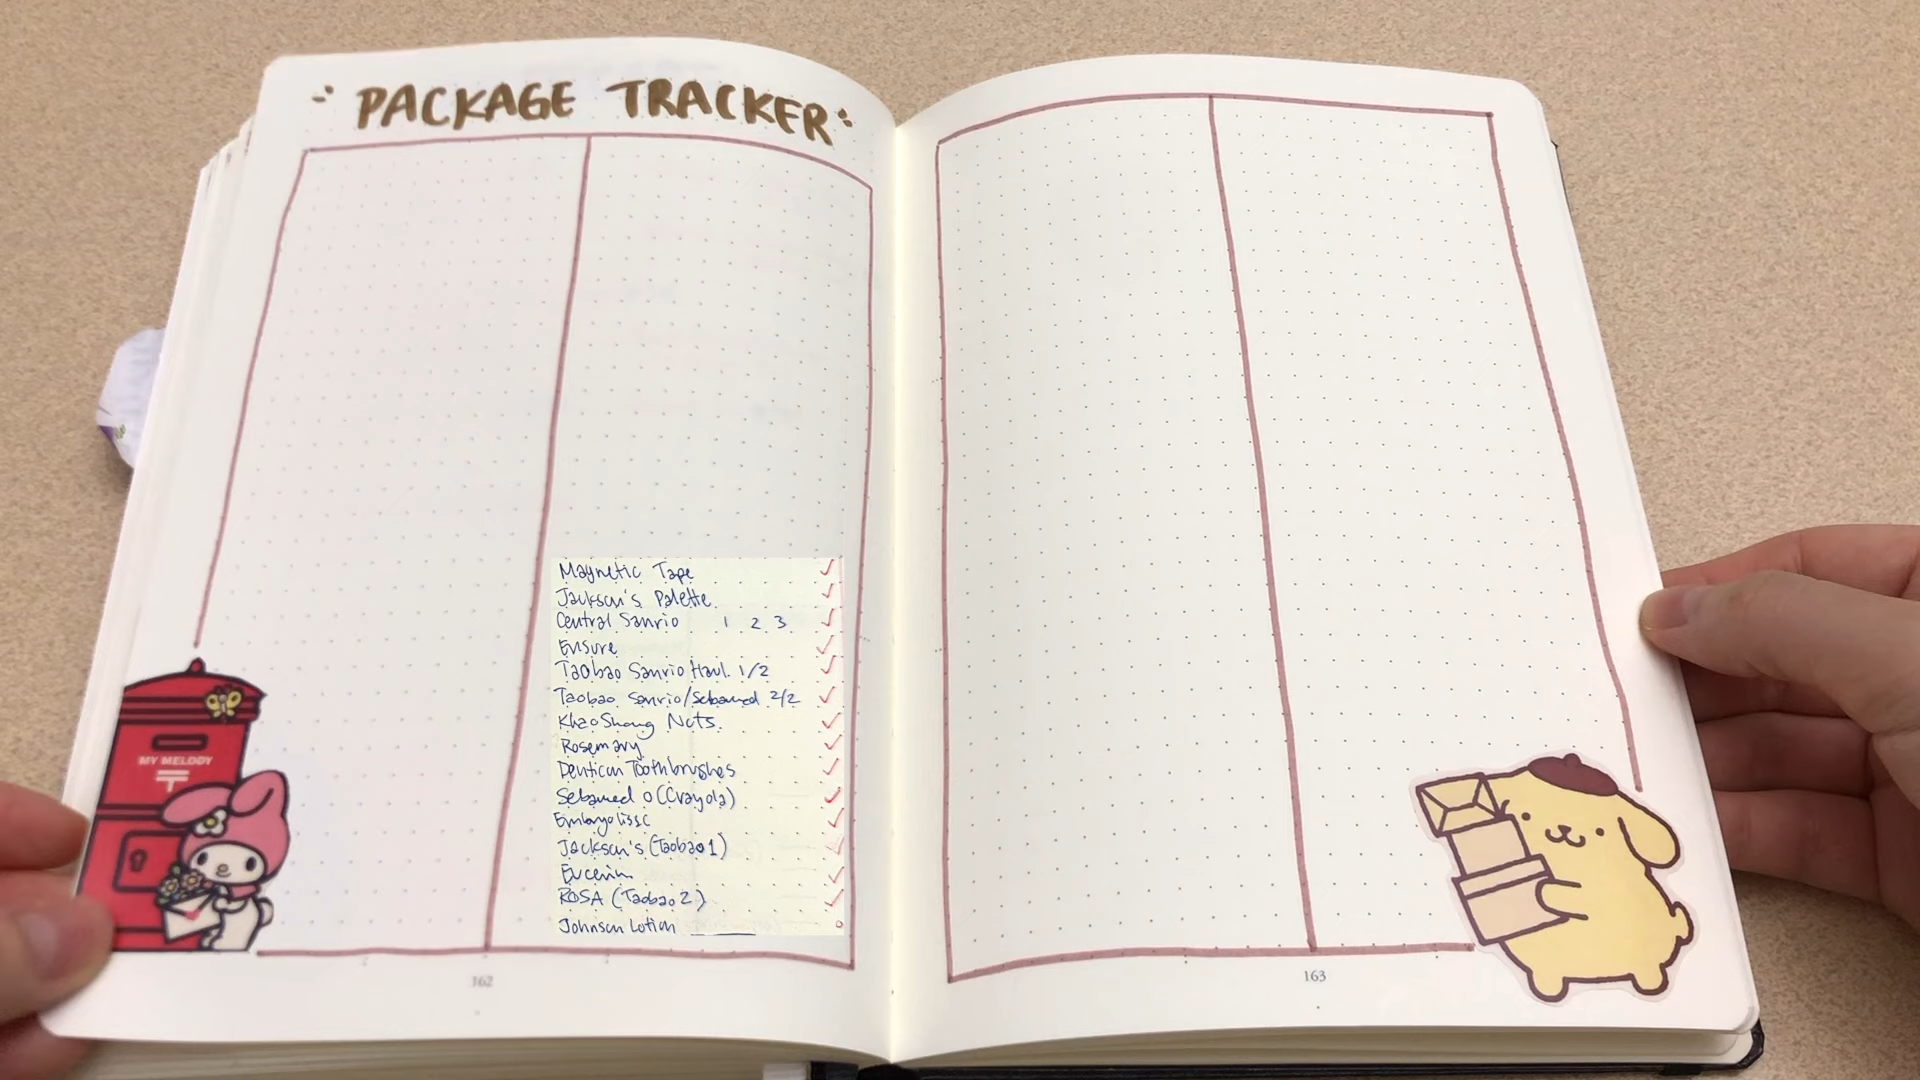 PACKAGE TRACKER
Magnetic Tape
Jackson's Palette
Central Sanrio 1 2 3
Ensure
Taobao Sanrio Haul 1/2
Taobao Sanrio/Sebamed 2/2
KhaoShong Nuts
Rosemary
Denticon Toothbrushes
Sebamed (Crayola)
Embryolisse
Jackson's (Taobao 1)
Eucerin
ROSA (Taobao 2)
Johnson Lotion
MY MELODY
162
163